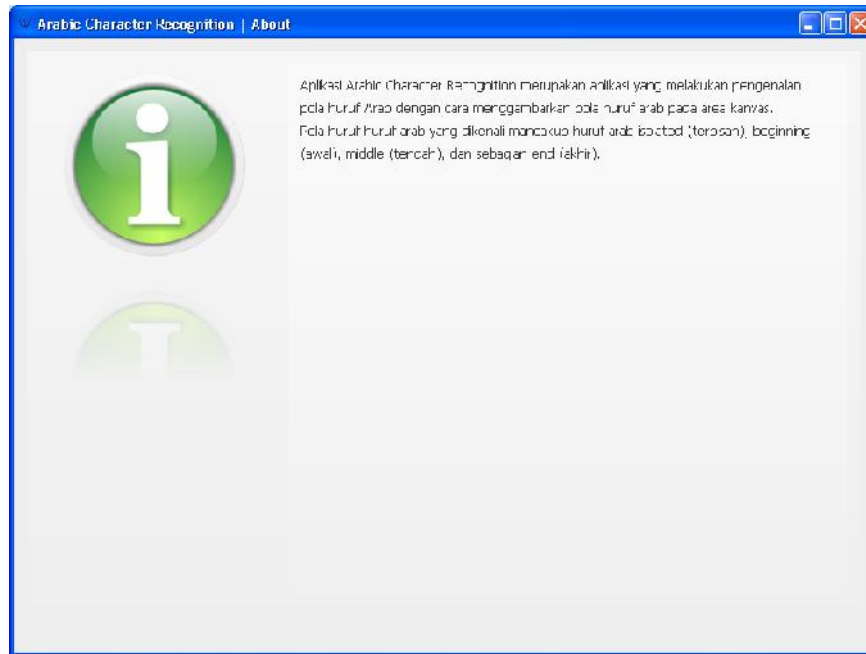 Arabic Character Recognition | About
Aplikasi Arabic Character Recognition merupakan aplikasi yang melakukan pengenalan
pola huruf Arab dengan cara menggambarkan pola huruf arab pada area kanvas.
Pola huruf huruf arab yang dikenali mencakup huruf arab isolated (terpisah), beginning
(awal), middle (tengah), dan sebagian end (akhir).